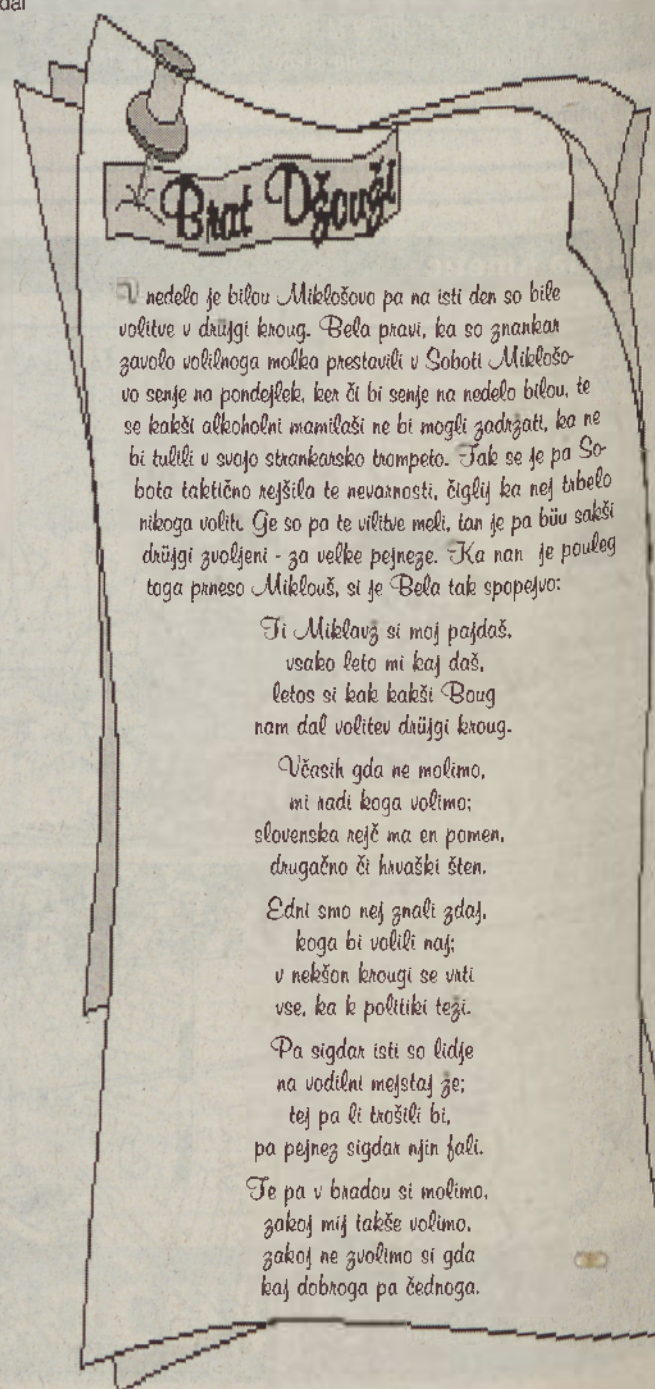 dal
Brat Džouži
V nedelo je bilou Miklošovo pa na isti den so bile
volitve v drüjgi kroug. Bela pravi, ka so znankar
zavolo volilnoga molka prestavili v Soboti Miklošo-
vo senje na pondejlek, ker či bi senje na nedelo bilou, te
se kakši alkoholni mamilaši ne bi mogli zadržati, ka ne
bi tulili v svojo strankarsko trompeto. Tak se je pa So-
bota taktično rejšila te nevarnosti, čiglij ka nej trbelo
nikoga voliti. Ge so pa te vilitve meli, tan je pa büu sakši
drüjgi zvoljeni - za velke pejneze. Ka nan je pouleg
toga prneso Miklouš, si je Bela tak spopejvo:
Ti Miklavž si moj pajdaš,
vsako leto mi kaj daš,
letos si kak kakši Boug
nam dal volitev drüjgi kroug.
Včasih gda ne molimo,
mi radi koga volimo;
slovenska rejč ma en pomen,
drugačno či hrvaški šten.
Edni smo nej znali zdaj,
koga bi volili naj;
v nekšon krougi se vrti
vse, ka k politiki teži.
Pa sigdar isti so lidje
na vodilni mejstaj že;
tej pa li trošili bi,
pa pejnez sigdar njin fali.
Te pa v bradou si molimo,
zakoj mij takše volimo,
zakoj ne zvolimo si gda
kaj dobroga pa čednoga.